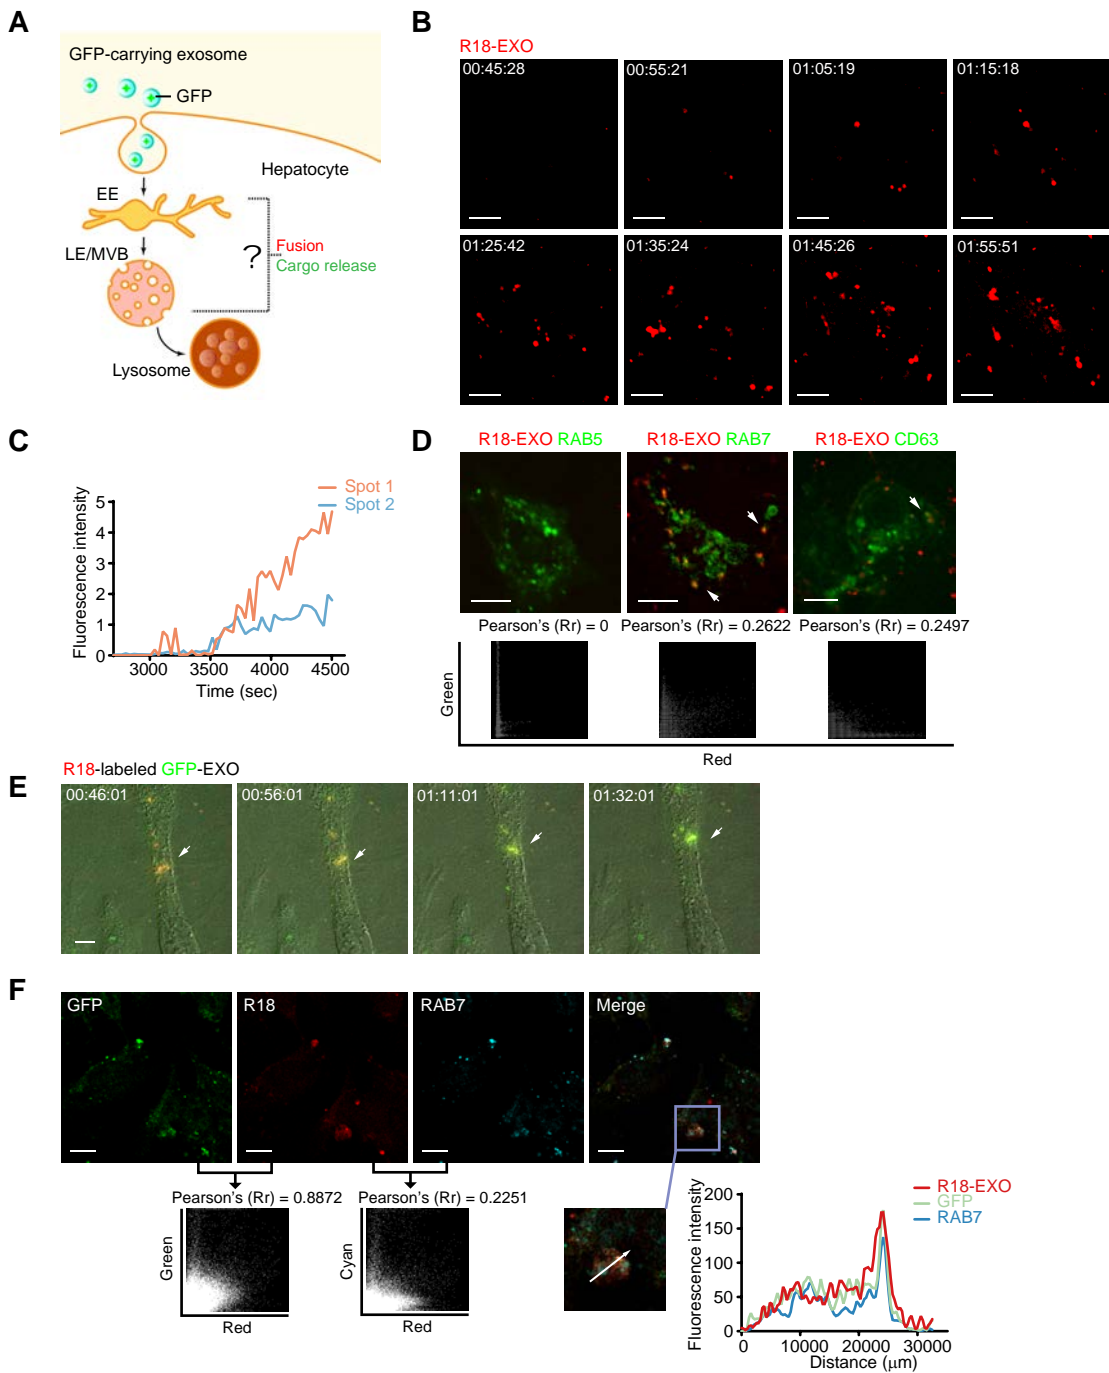 A
GFP-carrying exosome
GFP
Hepatocyte
EE
LE/MVB
?
Fusion
Cargo release
Lysosome
B
R18-EXO
00:45:28
00:55:21
01:05:19
01:15:18
01:25:42
01:35:24
01:45:26
01:55:51
C
Spot 1
Spot 2
Fluorescence intensity
5
4
3
2
1
0
3000
3500
4000
4500
Time (sec)
D
R18-EXO RAB5
R18-EXO RAB7
R18-EXO CD63
Pearson's (Rr) = 0
Pearson's (Rr) = 0.2622
Pearson's (Rr) = 0.2497
Green
Red
E
R18-labeled GFP-EXO
00:46:01
00:56:01
01:11:01
01:32:01
F
GFP
R18
RAB7
Merge
Pearson's (Rr) = 0.8872
Pearson's (Rr) = 0.2251
Green
Red
Cyan
Red
R18-EXO
GFP
RAB7
Fluorescence intensity
200
150
100
50
0
0
10000
20000
30000
Distance (μm)